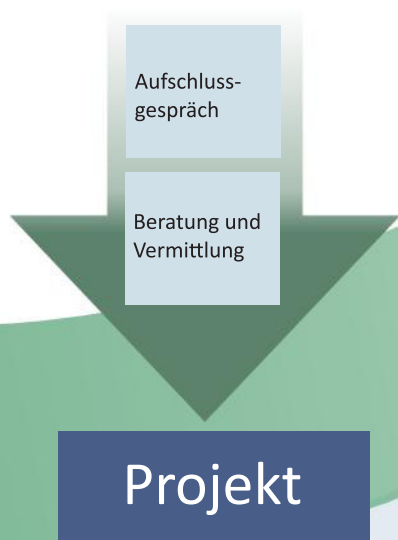 Aufschluss-
gespräch
Beratung und
Vermittlung
Projekt